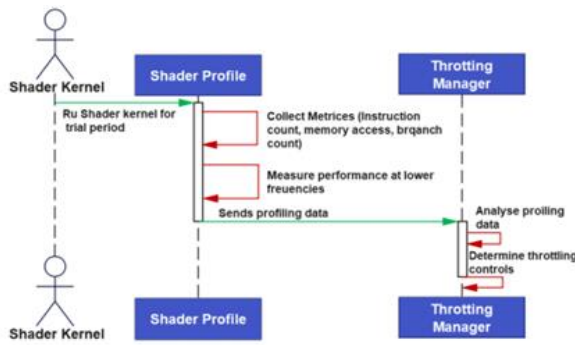 Shader Kernel
Shader Profile
Throtting
Manager
Ru Shader kernel for
trial period
Collect Metrices (Instruction
count, memory access, brqanch
count)
Measure performance at lower
freuencies
Sends profiling data
Analyse proiling
data
Determine throttling
controls
Shader Kernel
Shader Profile
Throtting
Manager